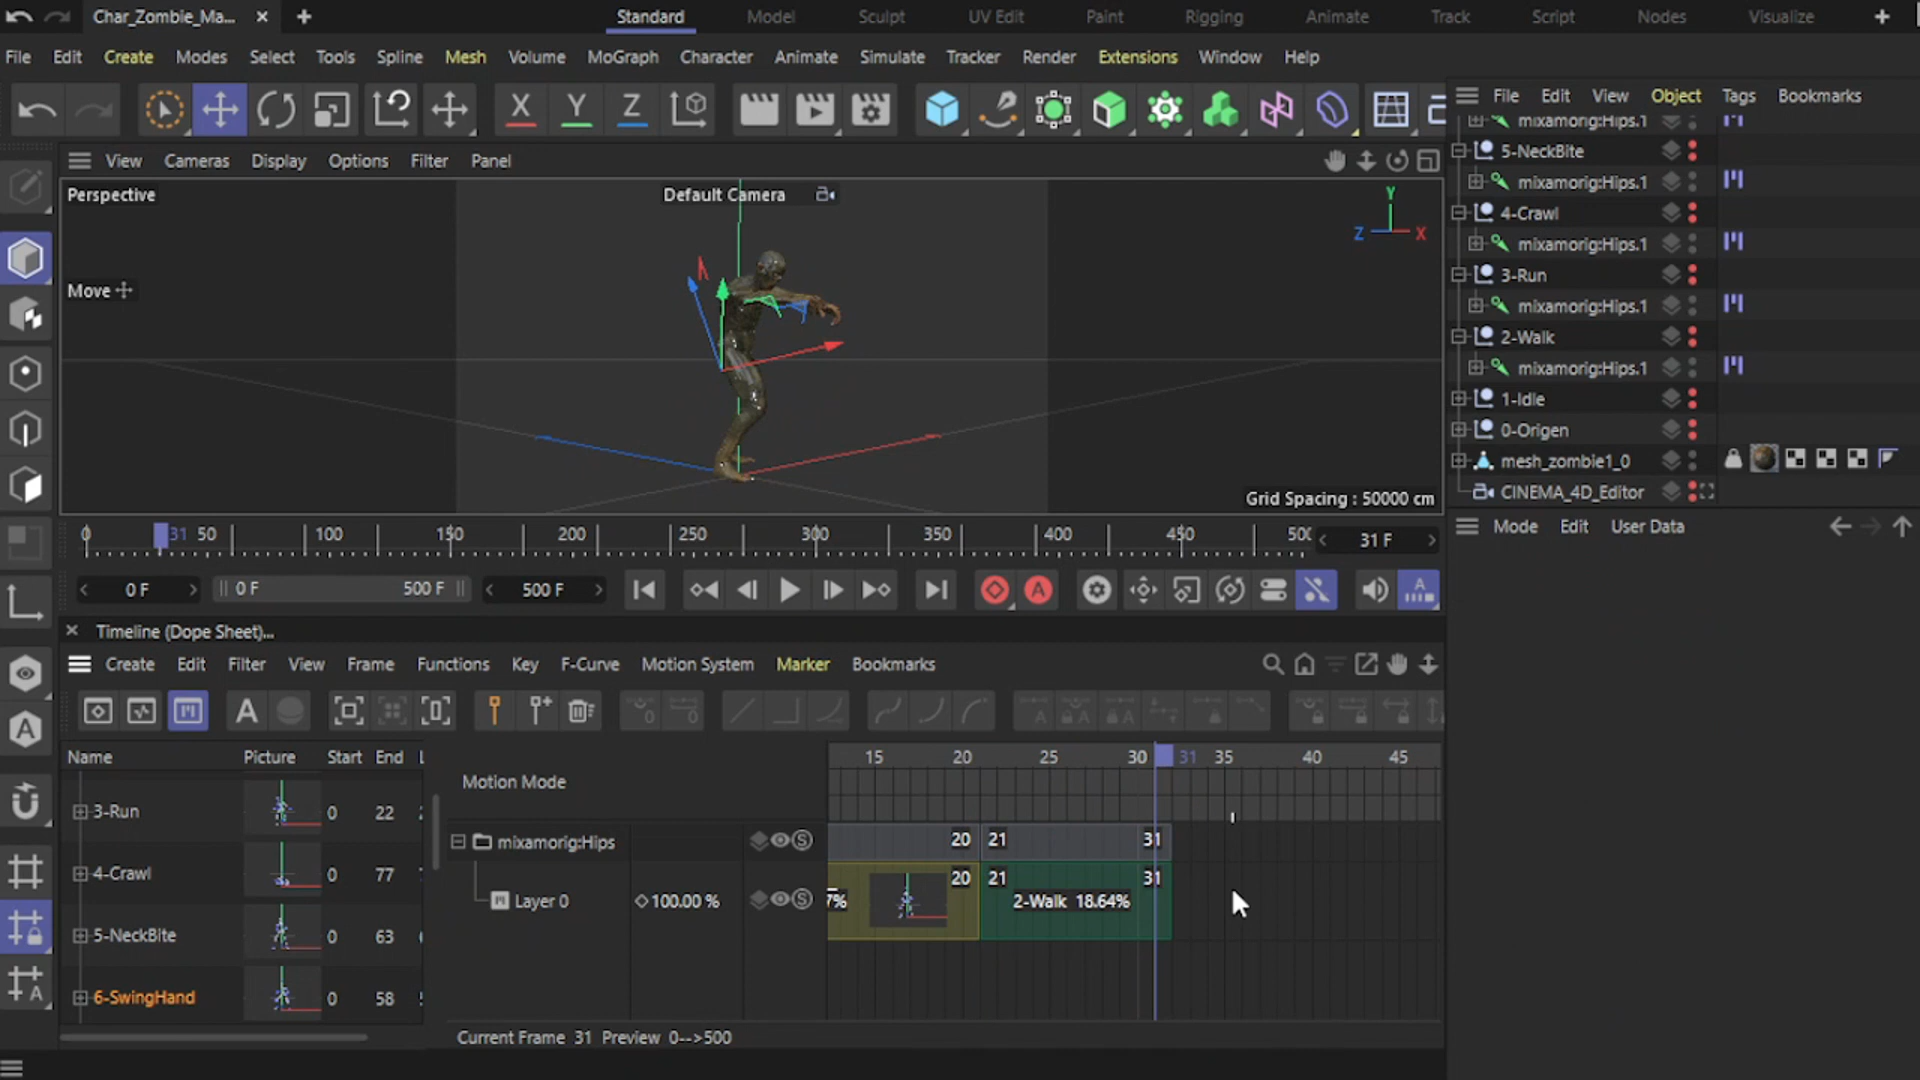 Char_Zombie_Ma...
Standard
Model
Sculpt
UV Edit
Paint
Rigging
Animate
Track
Script
Nodes
Visualize
File
Edit
Create
Modes
Select
Tools
Spline
Mesh
Volume
MoGraph
Character
Animate
Simulate
Tracker
Render
Extensions
Window
Help
X
Y
Z
File
Edit
View
Object
Tags
Bookmarks
mixamorig:Hips.1
5-NeckBite
mixamorig:Hips.1
4-Crawl
mixamorig:Hips.1
3-Run
mixamorig:Hips.1
2-Walk
mixamorig:Hips.1
1-Idle
0-Origen
mesh_zombie1_0
CINEMA_4D_Editor
View
Cameras
Display
Options
Filter
Panel
Perspective
Default Camera
Y
Z
X
Move
Grid Spacing : 50000 cm
Mode
Edit
User Data
0
31
50
100
150
200
250
300
350
400
450
500
31 F
0 F
0 F
500 F
500 F
A
A
Timeline (Dope Sheet)...
Create
Edit
Filter
View
Frame
Functions
Key
F-Curve
Motion System
Marker
Bookmarks
A
Name
Picture
Start
End
L
3-Run
0
22
4-Crawl
0
77
5-NeckBite
0
63
6-SwingHand
0
58
Motion Mode
15
20
25
30
31
35
40
45
mixamorig:Hips
S
20
21
31
Layer 0
100.00 %
S
7%
20
21
31
2-Walk 18.64%
Current Frame 31 Preview 0-->500